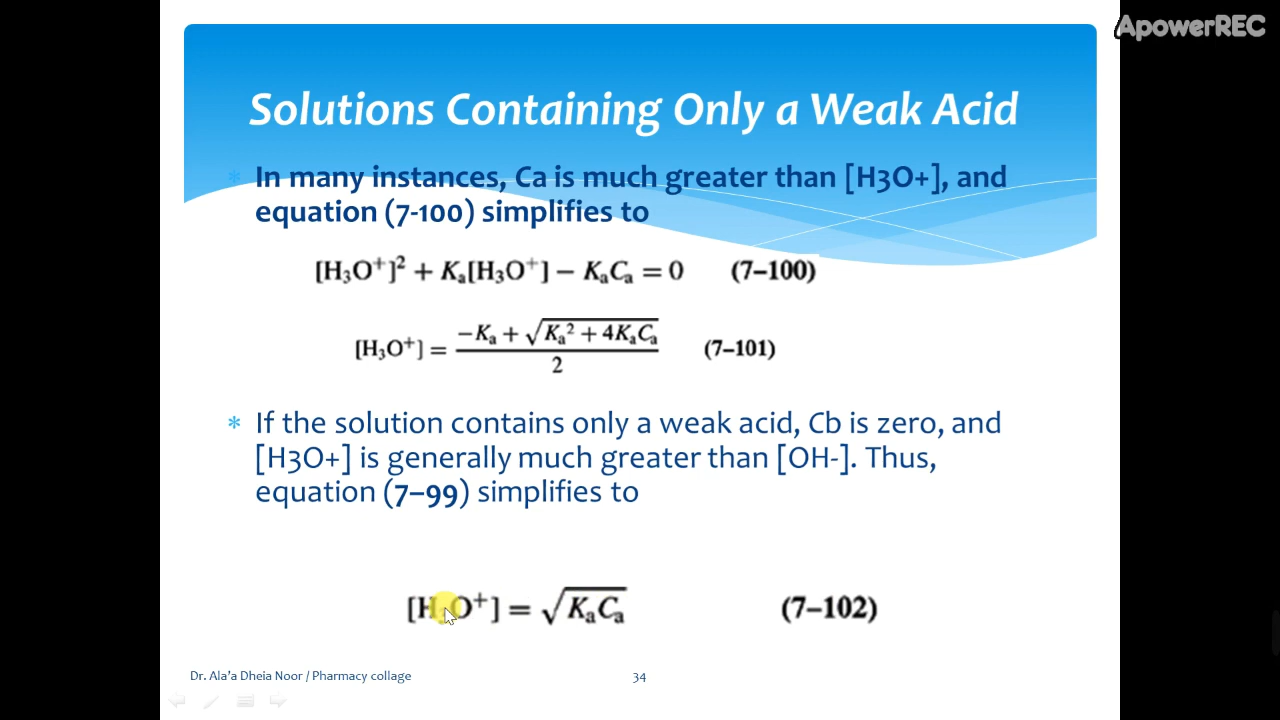 ApowerREC
Solutions Containing Only a Weak Acid
* In many instances, Ca is much greater than [H3O+], and
equation (7-100) simplifies to
[H₃O⁺]² + Kₐ[H₃O⁺] − KₐCₐ = 0 (7–100)
[H₃O⁺] = (−Kₐ + √(Kₐ² + 4KₐCₐ)) / 2 (7–101)
* If the solution contains only a weak acid, Cb is zero, and
[H3O+] is generally much greater than [OH-]. Thus,
equation (7–99) simplifies to
[H₃O⁺] = √(KₐCₐ) (7–102)
Dr. Ala'a Dheia Noor / Pharmacy collage 34